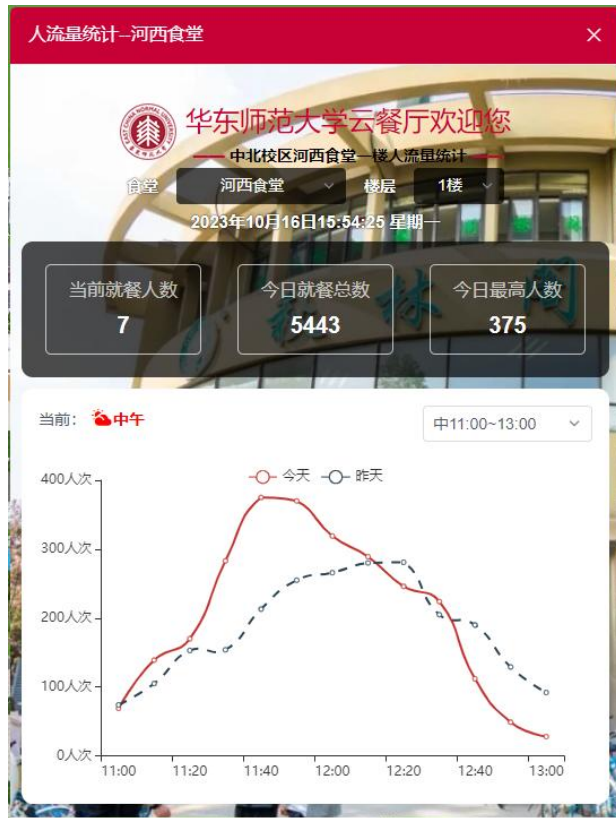 人流量统计--河西食堂
华东师范大学云餐厅欢迎您
中北校区河西食堂一楼人流量统计
食堂 河西食堂 楼层 1楼
2023年10月16日15:54:25 星期一
当前就餐人数 今日就餐总数 今日最高人数
7 5443 375
当前： 中午 中11:00~13:00
今天 昨天
400人次
300人次
200人次
100人次
0人次
11:00 11:20 11:40 12:00 12:20 12:40 13:00